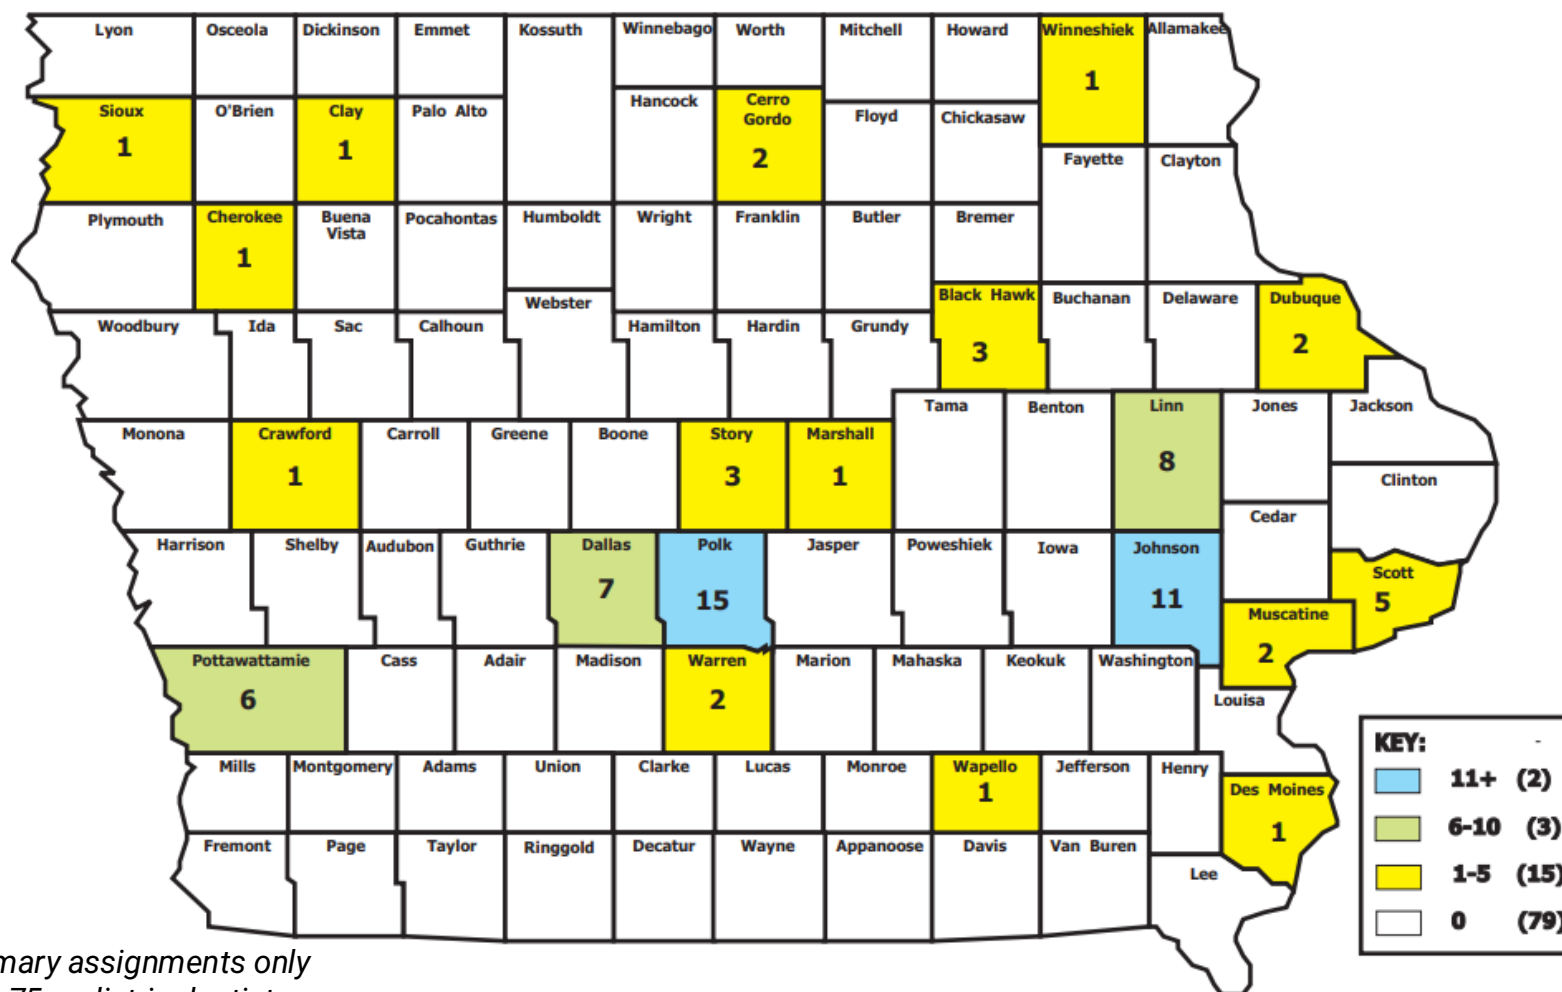 Lyon Osceola Dickinson Emmet Kossuth Winnebago Worth Mitchell Howard Winneshiek Allamakee
1
Sioux O'Brien Clay Palo Alto Hancock Cerro Gordo Floyd Chickasaw
1 1 2
Fayette Clayton
Plymouth Cherokee Buena Vista Pocahontas Humboldt Wright Franklin Butler Bremer
1
Woodbury Ida Sac Calhoun Webster Hamilton Hardin Grundy Black Hawk Buchanan Delaware Dubuque
3 2
Monona Crawford Carroll Greene Boone Story Marshall Tama Benton Linn Jones Jackson
1 3 1 8
Clinton
Cedar
Harrison Shelby Audubon Guthrie Dallas Polk Jasper Poweshiek Iowa Johnson Scott
7 15 11 5
Muscatine
2
Pottawattamie Cass Adair Madison Warren Marion Mahaska Keokuk Washington
6 2
Louisa
Mills Montgomery Adams Union Clarke Lucas Monroe Wapello Jefferson Henry Des Moines
1 1
Fremont Page Taylor Ringgold Decatur Wayne Appanoose Davis Van Buren Lee
KEY: -
11+ (2)
6-10 (3)
1-5 (15)
0 (79)
mary assignments only